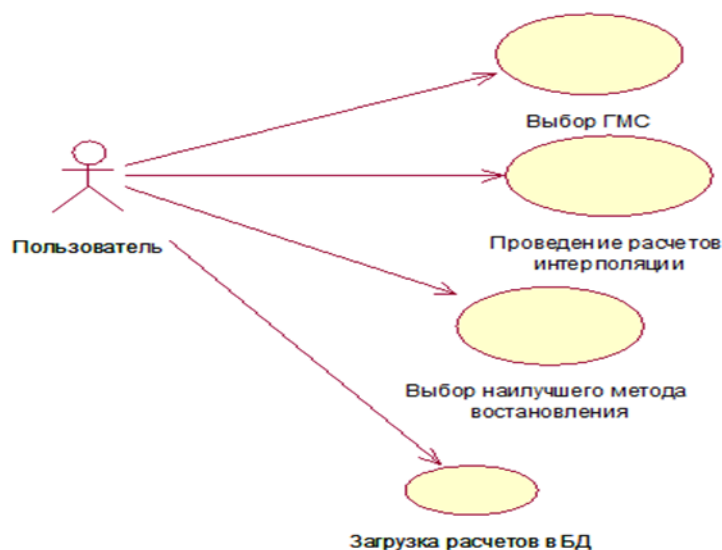 Выбор ГМС
Пользователь
Проведение расчетов
интерполяции
Выбор наилучшего метода
востановления
Загрузка расчетов в БД